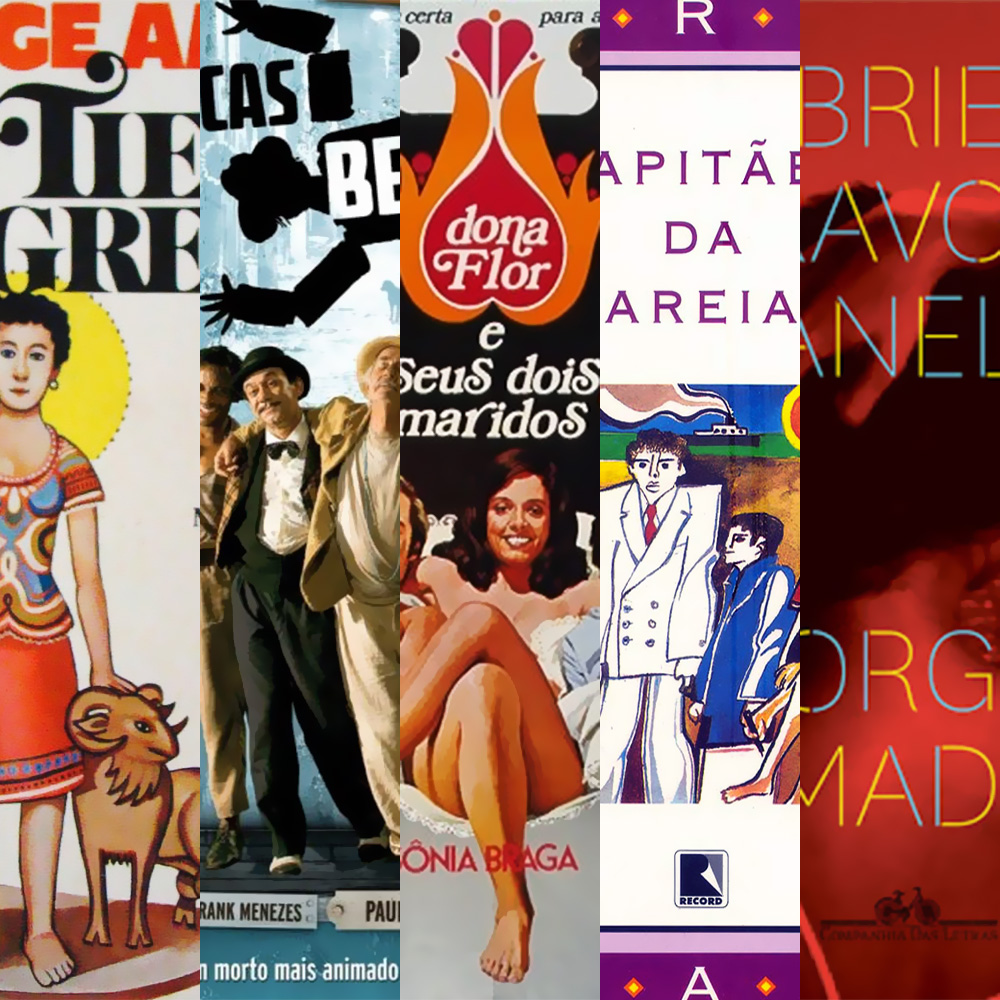 GE A
TIE
GRE
CAS
BE
RANK MENEZES
PAU
n morto mais animado
certa para a
dona
Flor
e
seus dois
maridos
ÔNIA BRAGA
R
APITÃE
DA
AREIA
RECORD
A
BRIE
RAVO
ANEL
ORG
MAD
COMPANHIA DAS LETRAS